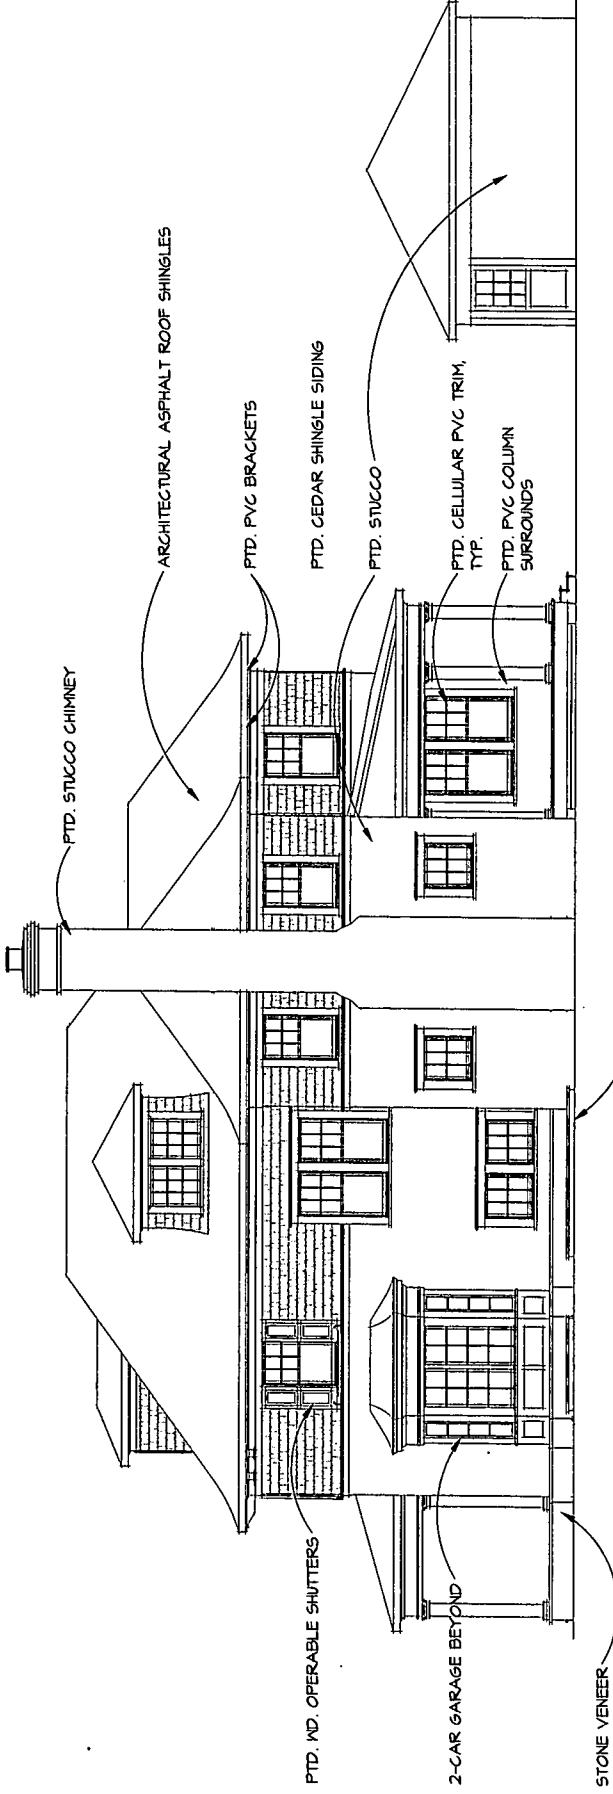 PTD. STUCCO CHIMNEY
ARCHITECTURAL ASPHALT ROOF SHINGLES
PTD. PVC BRACKETS
PTD. CEDAR SHINGLE SIDING
PTD. STUCCO
PTD. CELLULAR PVC TRIM,
TYP.
PTD. PVC COLUMN
SURROUNDS
PTD. WD. OPERABLE SHUTTERS
2-CAR GARAGE BEYOND
STONE VENEER